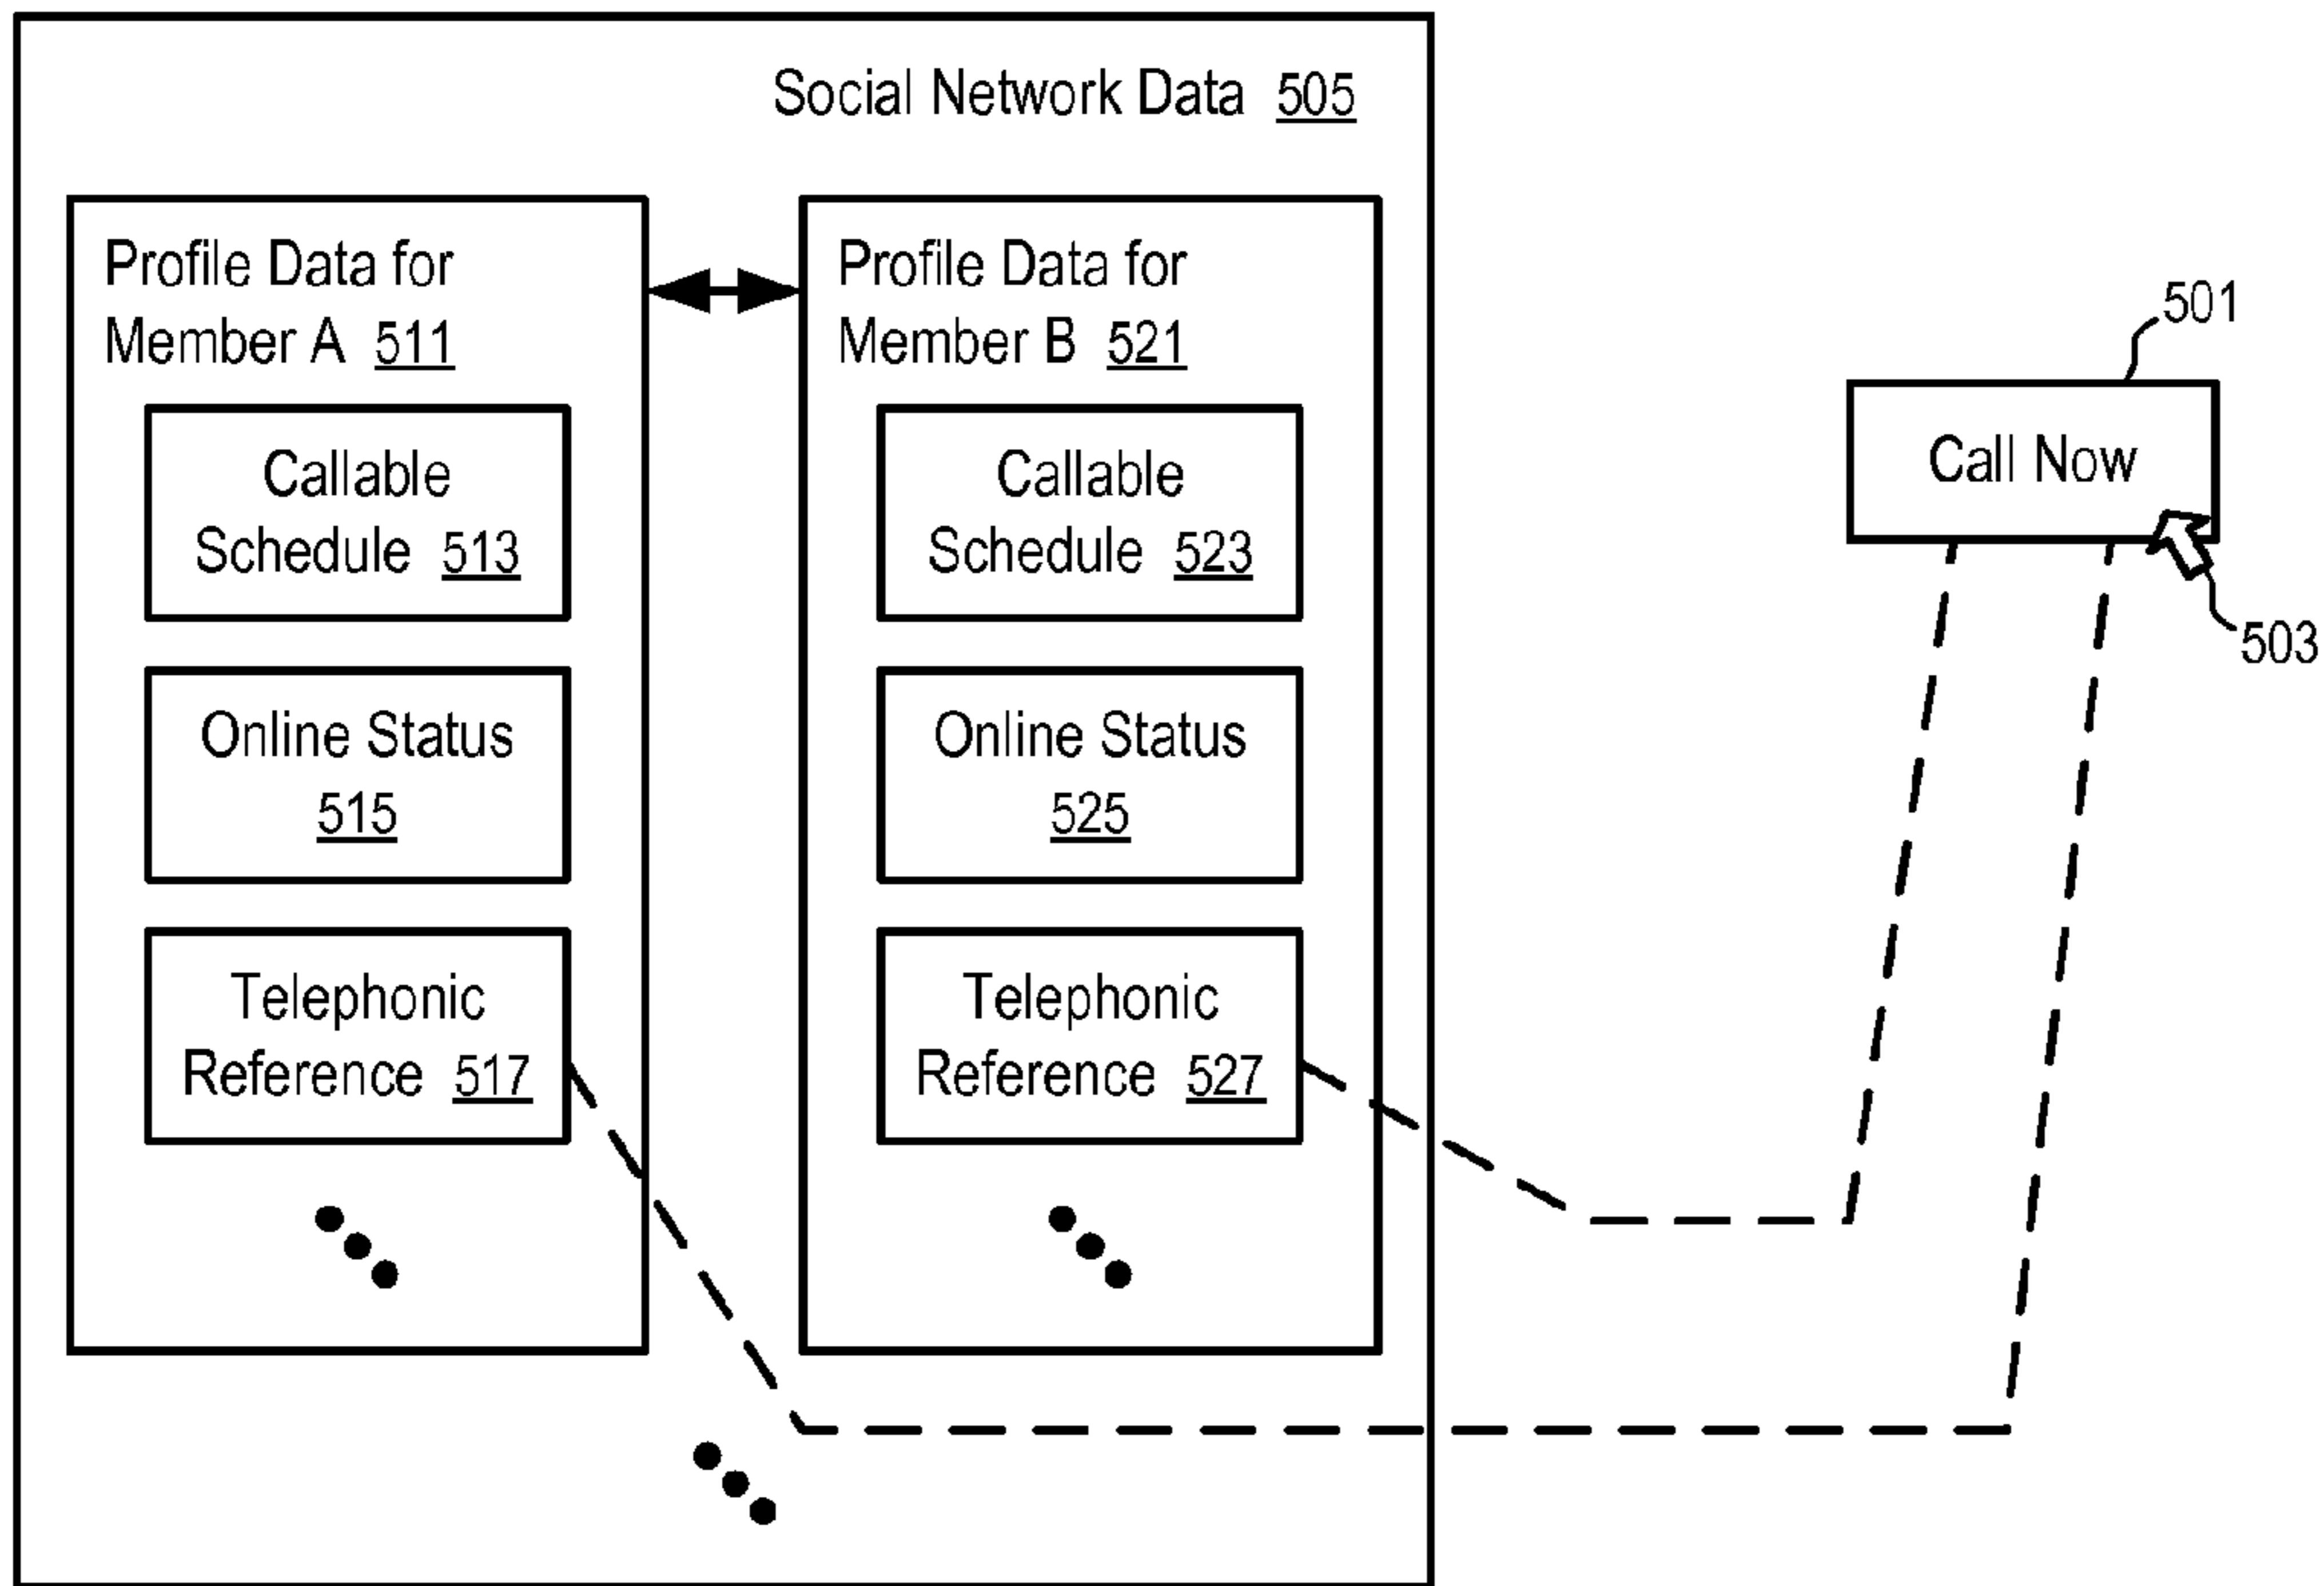 Social Network Data 505
Profile Data for
Member A 511
Callable
Schedule 513
Online Status
515
Telephonic
Reference 517
Profile Data for
Member B 521
Callable
Schedule 523
Online Status
525
Telephonic
Reference 527
501
Call Now
503